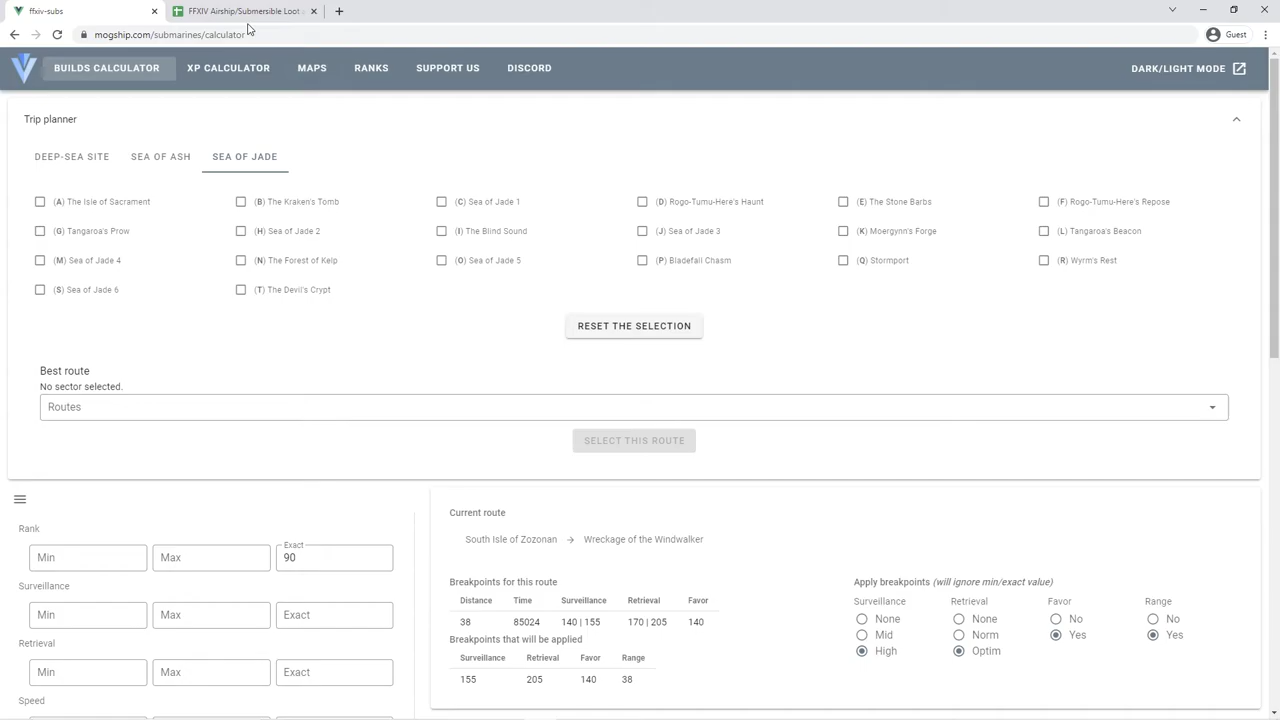 ffxiv-subs
FFXIV Airship/Submersible Loot
mogship.com/submarines/calculator
Guest
BUILDS CALCULATOR XP CALCULATOR MAPS RANKS SUPPORT US DISCORD DARK/LIGHT MODE
Trip planner
DEEP-SEA SITE SEA OF ASH SEA OF JADE
(A) The Isle of Sacrament (B) The Kraken's Tomb (C) Sea of Jade 1 (D) Rogo-Tumu-Here's Haunt (E) The Stone Barbs (F) Rogo-Tumu-Here's Repose
(G) Tangaroa's Prow (H) Sea of Jade 2 (I) The Blind Sound (J) Sea of Jade 3 (K) Moergynn's Forge (L) Tangaroa's Beacon
(M) Sea of Jade 4 (N) The Forest of Kelp (O) Sea of Jade 5 (P) Bladefall Chasm (Q) Stormport (R) Wyrm's Rest
(S) Sea of Jade 6 (T) The Devil's Crypt
RESET THE SELECTION
Best route
No sector selected.
Routes
SELECT THIS ROUTE
Rank
Min Max Exact 90
Surveillance
Min Max Exact
Retrieval
Min Max Exact
Speed
Current route
South Isle of Zozonan → Wreckage of the Windwalker
Breakpoints for this route
Distance Time Surveillance Retrieval Favor
38 85024 140 | 155 170 | 205 140
Breakpoints that will be applied
Surveillance Retrieval Favor Range
155 205 140 38
Apply breakpoints (will ignore min/exact value)
Surveillance Retrieval Favor Range
None None No No
Mid Norm Yes Yes
High Optim